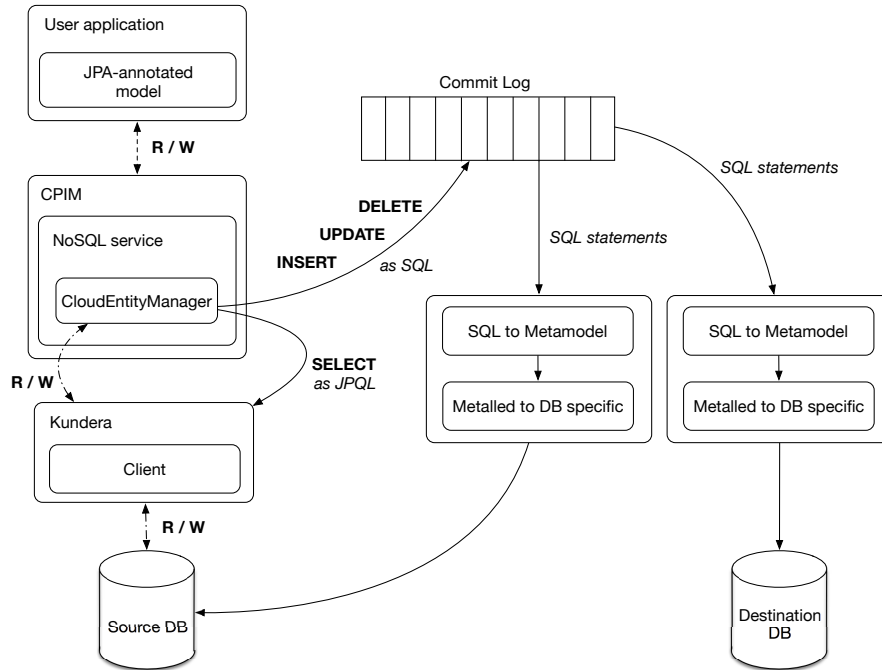 User application
JPA-annotated
model
R / W
CPIM
NoSQL service
CloudEntityManager
R / W
Kundera
Client
R / W
Source DB
DELETE
UPDATE
INSERT
as SQL
SELECT
as JPQL
Commit Log
SQL statements
SQL statements
SQL to Metamodel
Metalled to DB specific
SQL to Metamodel
Metalled to DB specific
Destination
DB